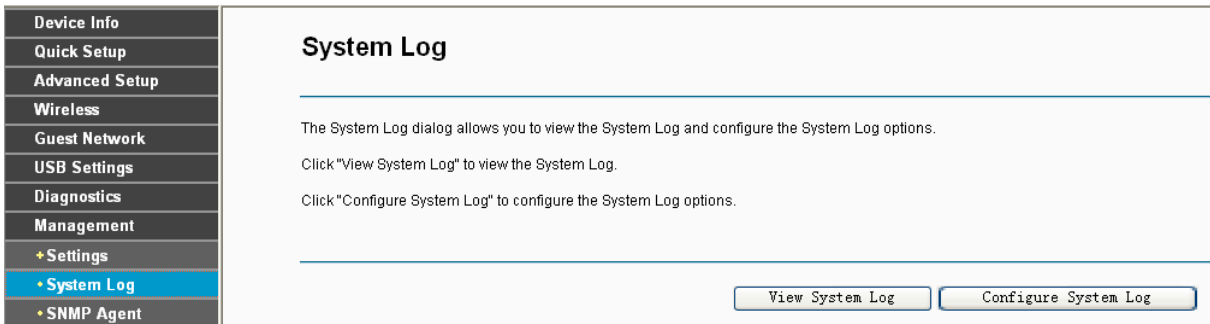 Device Info
Quick Setup
Advanced Setup
Wireless
Guest Network
USB Settings
Diagnostics
Management
+Settings
•System Log
•SNMP Agent
System Log
The System Log dialog allows you to view the System Log and configure the System Log options.
Click "View System Log" to view the System Log.
Click "Configure System Log" to configure the System Log options.
View System Log
Configure System Log